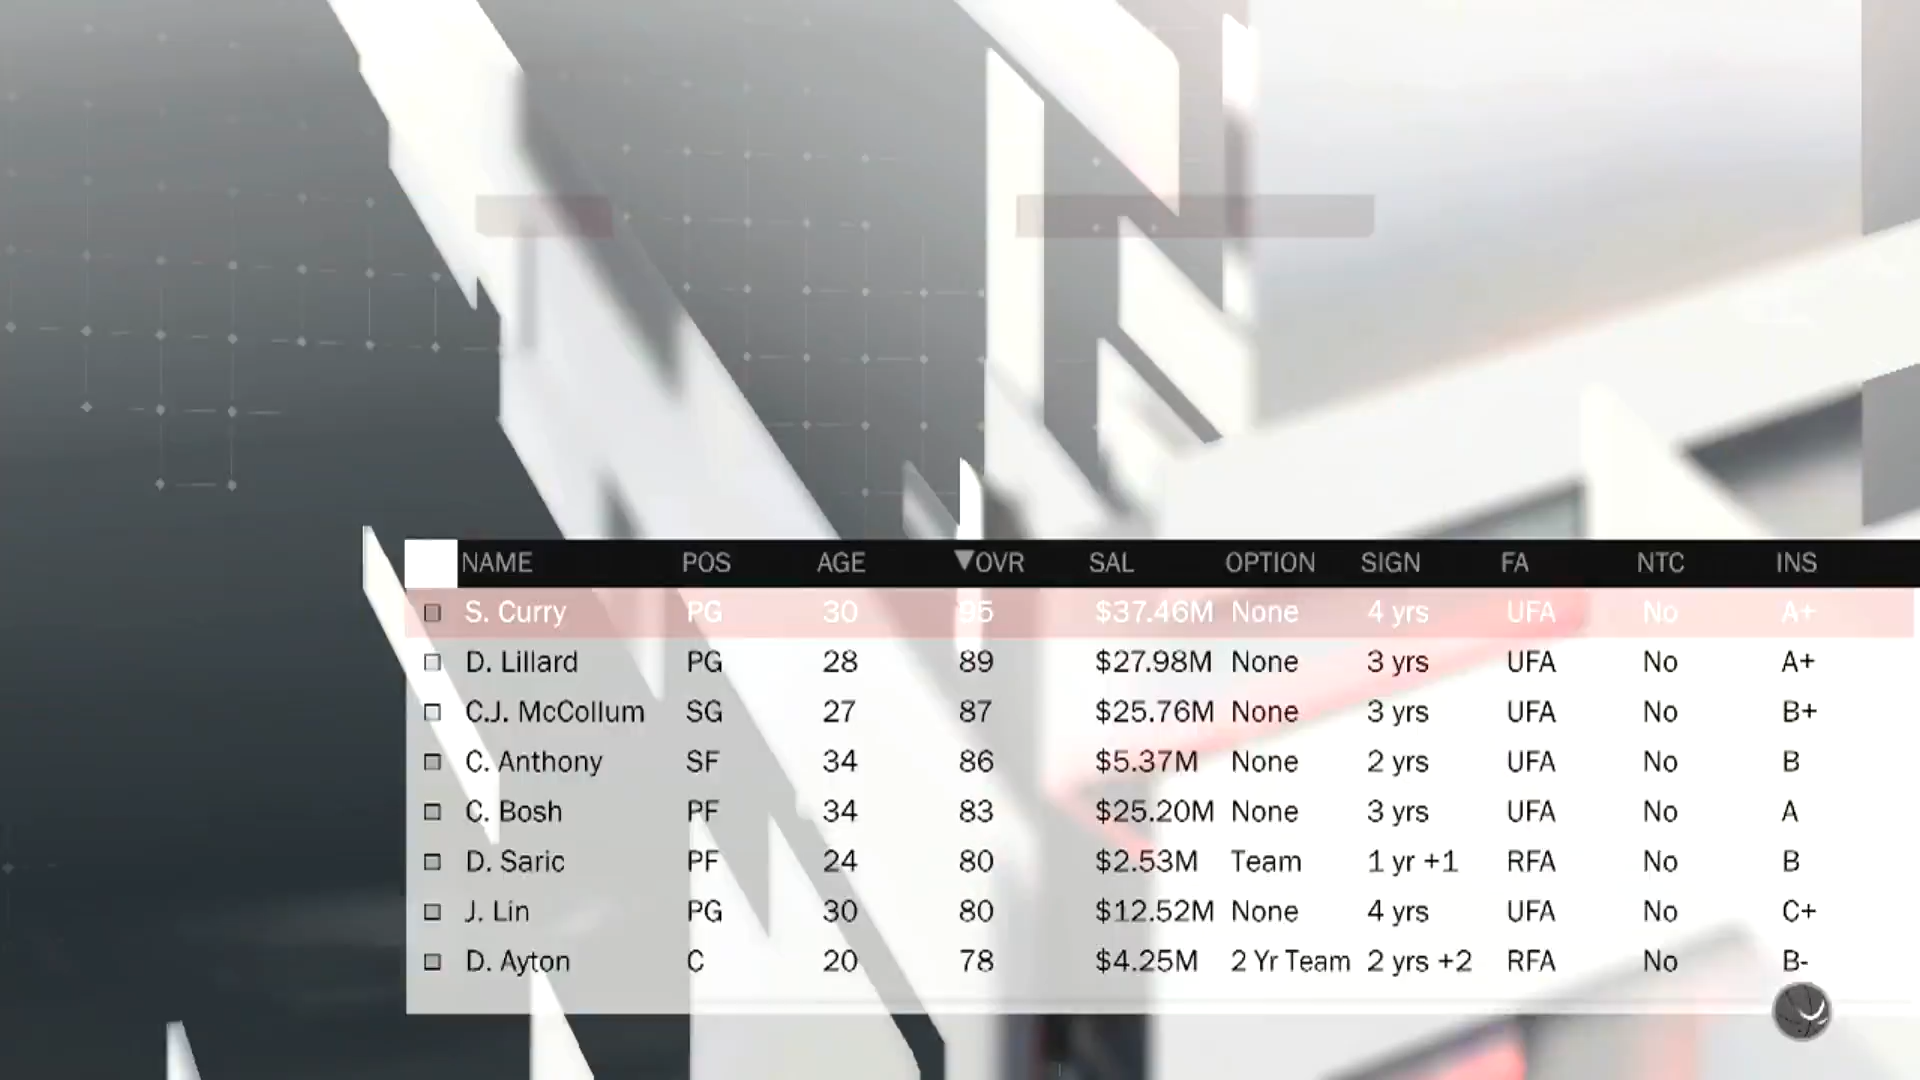 NAME POS AGE ▼OVR SAL OPTION SIGN FA NTC INS
S. Curry PG 30 95 $37.46M None 4 yrs UFA No A+
D. Lillard PG 28 89 $27.98M None 3 yrs UFA No A+
C.J. McCollum SG 27 87 $25.76M None 3 yrs UFA No B+
C. Anthony SF 34 86 $5.37M None 2 yrs UFA No B
C. Bosh PF 34 83 $25.20M None 3 yrs UFA No A
D. Saric PF 24 80 $2.53M Team 1 yr +1 RFA No B
J. Lin PG 30 80 $12.52M None 4 yrs UFA No C+
D. Ayton C 20 78 $4.25M 2 Yr Team 2 yrs +2 RFA No B-